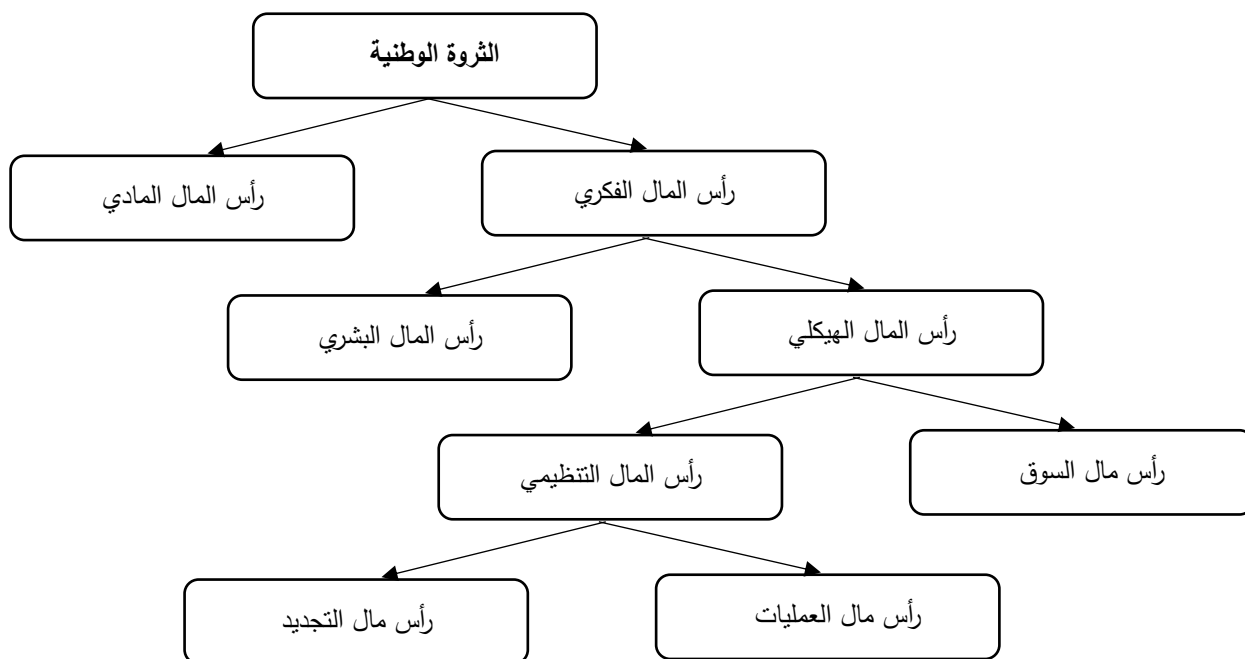 الثروة الوطنية
رأس المال الفكري
رأس المال المادي
رأس المال الهيكلي
رأس المال البشري
رأس مال السوق
رأس المال التنظيمي
رأس مال العمليات
رأس مال التجديد